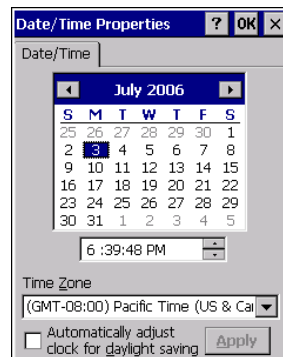 Date/Time Properties ? OK ×
Date/Time
July 2006
S M T W T F S
25 26 27 28 29 30 1
2 3 4 5 6 7 8
9 10 11 12 13 14 15
16 17 18 19 20 21 22
23 24 25 26 27 28 29
30 31 1 2 3 4 5
6 :39:48 PM
Time Zone
(GMT-08:00) Pacific Time (US & Ca
Automatically adjust
clock for daylight saving
Apply